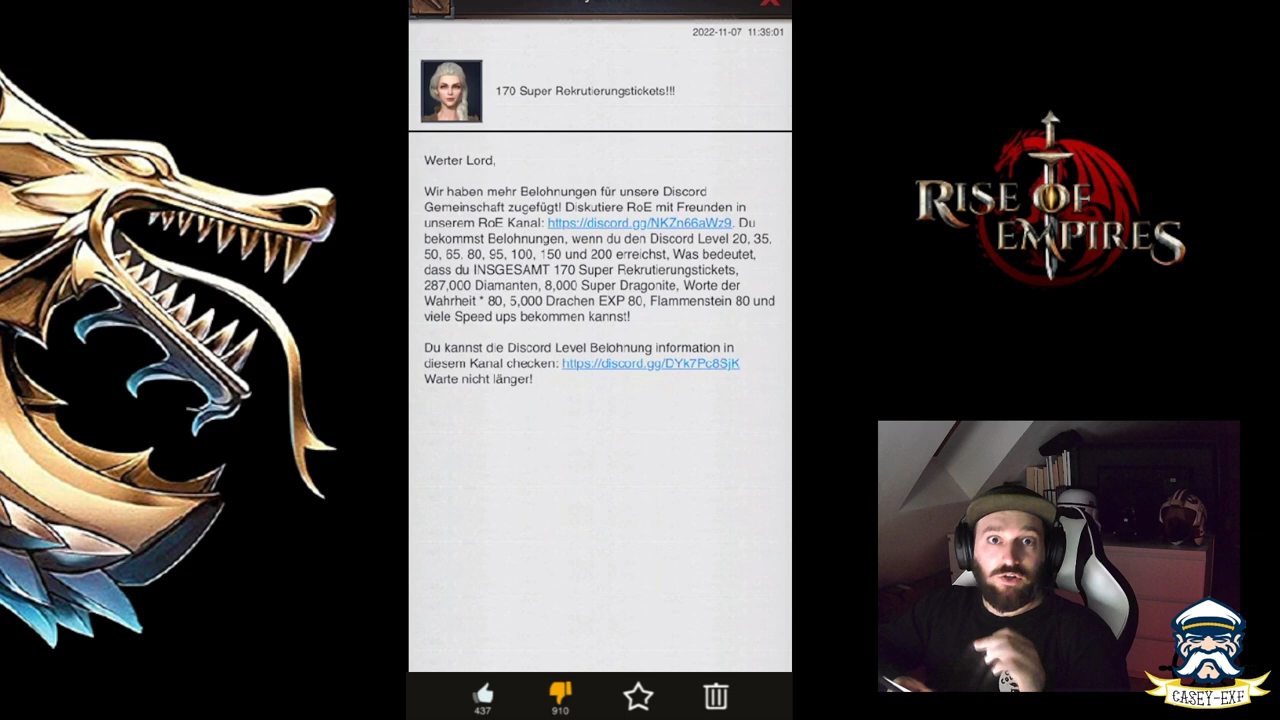 2022-11-07 11:39:01
170 Super Rekrutierungstickets!!!
Werter Lord,
Wir haben mehr Belohnungen für unsere Discord
Gemeinschaft zugefügt! Diskutiere RoE mit Freunden in
unserem RoE Kanal: https://discord.gg/NKZn66aWz9. Du
bekommst Belohnungen, wenn du den Discord Level 20, 35,
50, 65, 80, 95, 100, 150 und 200 erreichst, Was bedeutet,
dass du INSGESAMT 170 Super Rekrutierungstickets,
287,000 Diamanten, 8,000 Super Dragonite, Worte der
Wahrheit * 80, 5,000 Drachen EXP 80, Flammenstein 80 und
viele Speed ups bekommen kannst!
Du kannst die Discord Level Belohnung information in
diesem Kanal checken: https://discord.gg/DYk7Pc8SjK
Warte nicht länger!
437
910
RISE OF
EMPIRES
CASEY-EXF